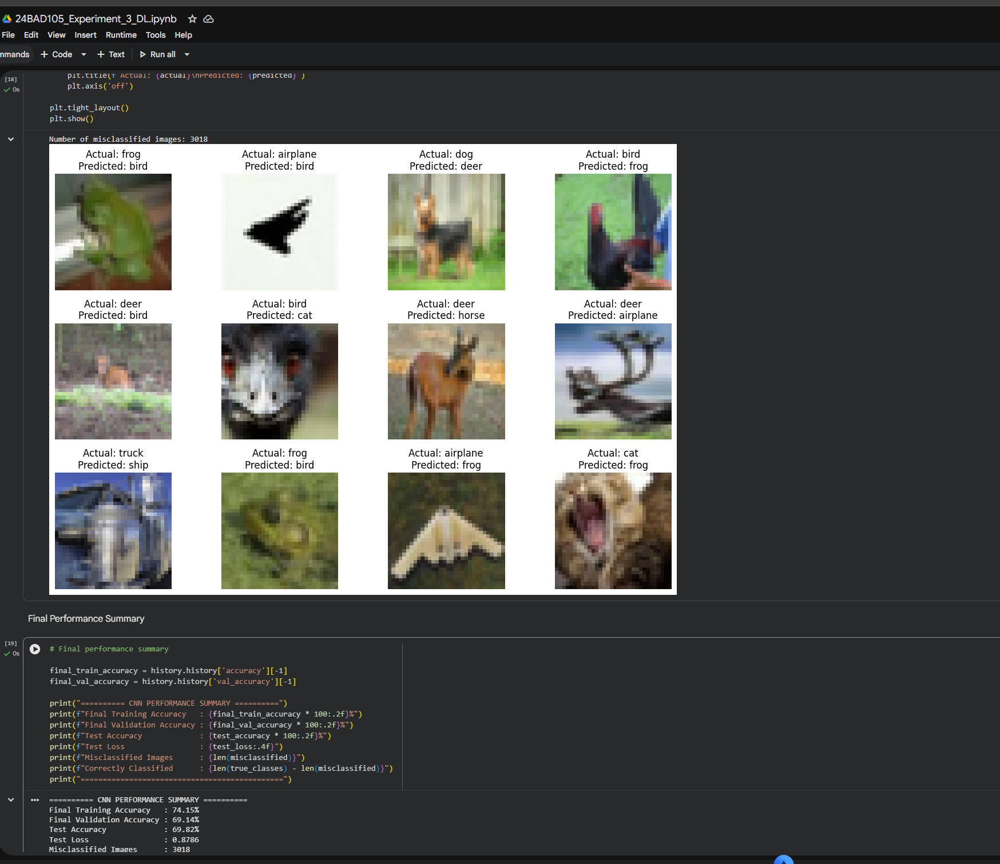 24BAD105_Experiment_3_DL.ipynb
File Edit View Insert Runtime Tools Help
mmands + Code + Text Run all
[18]
0s
plt.title(f"Actual: {actual}\nPredicted: {predicted}")
plt.axis('off')
plt.tight_layout()
plt.show()
Number of misclassified images: 3018
Actual: frog
Predicted: bird
Actual: airplane
Predicted: bird
Actual: dog
Predicted: deer
Actual: bird
Predicted: frog
Actual: deer
Predicted: bird
Actual: bird
Predicted: cat
Actual: deer
Predicted: horse
Actual: deer
Predicted: airplane
Actual: truck
Predicted: ship
Actual: frog
Predicted: bird
Actual: airplane
Predicted: frog
Actual: cat
Predicted: frog
Final Performance Summary
[19]
0s
# Final performance summary
final_train_accuracy = history.history['accuracy'][-1]
final_val_accuracy = history.history['val_accuracy'][-1]
print("========== CNN PERFORMANCE SUMMARY ==========")
print(f"Final Training Accuracy   : {final_train_accuracy * 100:.2f}%")
print(f"Final Validation Accuracy : {final_val_accuracy * 100:.2f}%")
print(f"Test Accuracy             : {test_accuracy * 100:.2f}%")
print(f"Test Loss                 : {test_loss:.4f}")
print(f"Misclassified Images      : {len(misclassified)}")
print(f"Correctly Classified      : {len(true_classes) - len(misclassified)}")
print("==============================================")
========== CNN PERFORMANCE SUMMARY ==========
Final Training Accuracy   : 74.15%
Final Validation Accuracy : 69.14%
Test Accuracy             : 69.82%
Test Loss                 : 0.8786
Misclassified Images      : 3018